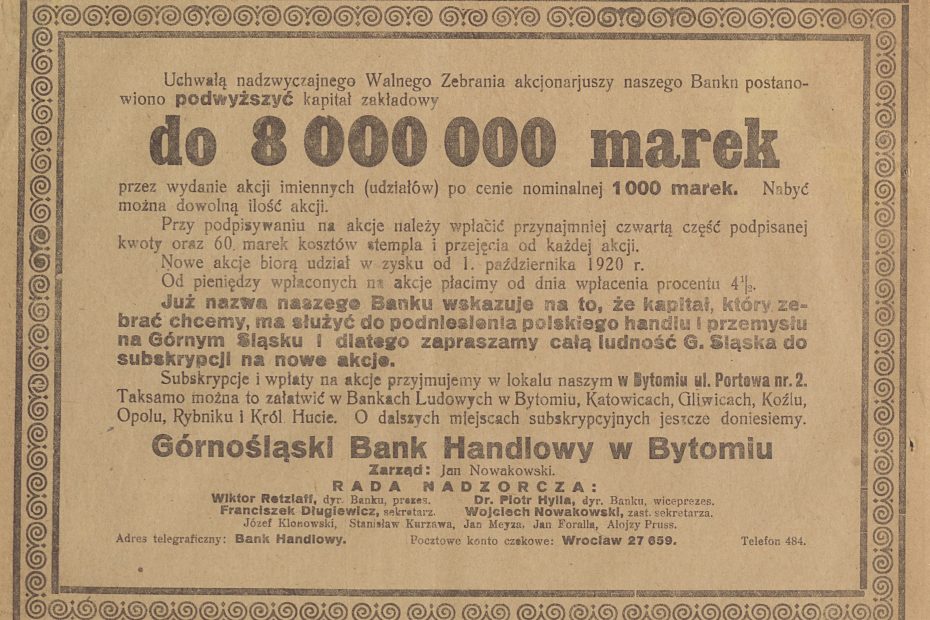 Uchwałą nadzwyczajnego Walnego Zebrania akcjonarjuszy naszego Bankn postano-
wiono podwyższyć kapitał zakładowy
do 8 000 000 marek
przez wydanie akcji imiennych (udziałów) po cenie nominalnej 1000 marek. Nabyć
można dowolną ilość akcji.
Przy podpisywaniu na akcje należy wpłacić przynajmniej czwartą część podpisanej
kwoty oraz 60 marek kosztów stempla i przejęcia od każdej akcji.
Nowe akcje biorą udział w zysku od 1. października 1920 r.
Od pieniędzy wpłaconych na akcje płacimy od dnia wpłacenia procentu 4½.
Już nazwa naszego Banku wskazuje na to, że kapitał, który ze-
brać chcemy, ma służyć do podniesienia polskiego handlu i przemysłu
na Górnym Sląsku i dlatego zapraszamy całą ludność G. Sląska do
subskrypcji na nowe akcje.
Subskrypcje i wpłaty na akcje przyjmujemy w lokalu naszym w Bytomiu ul. Portowa nr. 2.
Taksamo można to załatwić w Bankach Ludowych w Bytomiu, Katowicach, Gliwicach, Koźlu,
Opolu, Rybniku i Król Hucie. O dalszych miejscach subskrypcyjnych jeszcze doniesiemy.
Górnośląski Bank Handlowy w Bytomiu
Zarząd: Jan Nowakowski.
RADA NADZORCZA:
Wiktor Retzlaff, dyr. Banku, prezes. Dr. Piotr Hylla, dyr. Banku, wiceprezes.
Franciszek Długiewicz, sekretarz. Wojciech Nowakowski, zast. sekretarza.
Józef Klonowski, Stanisław Kurzawa, Jan Meyza, Jan Foralla, Alojzy Pruss.
Adres telegraficzny: Bank Handlowy. Pocztowe konto czekowe: Wrocław 27 659. Telefon 484.